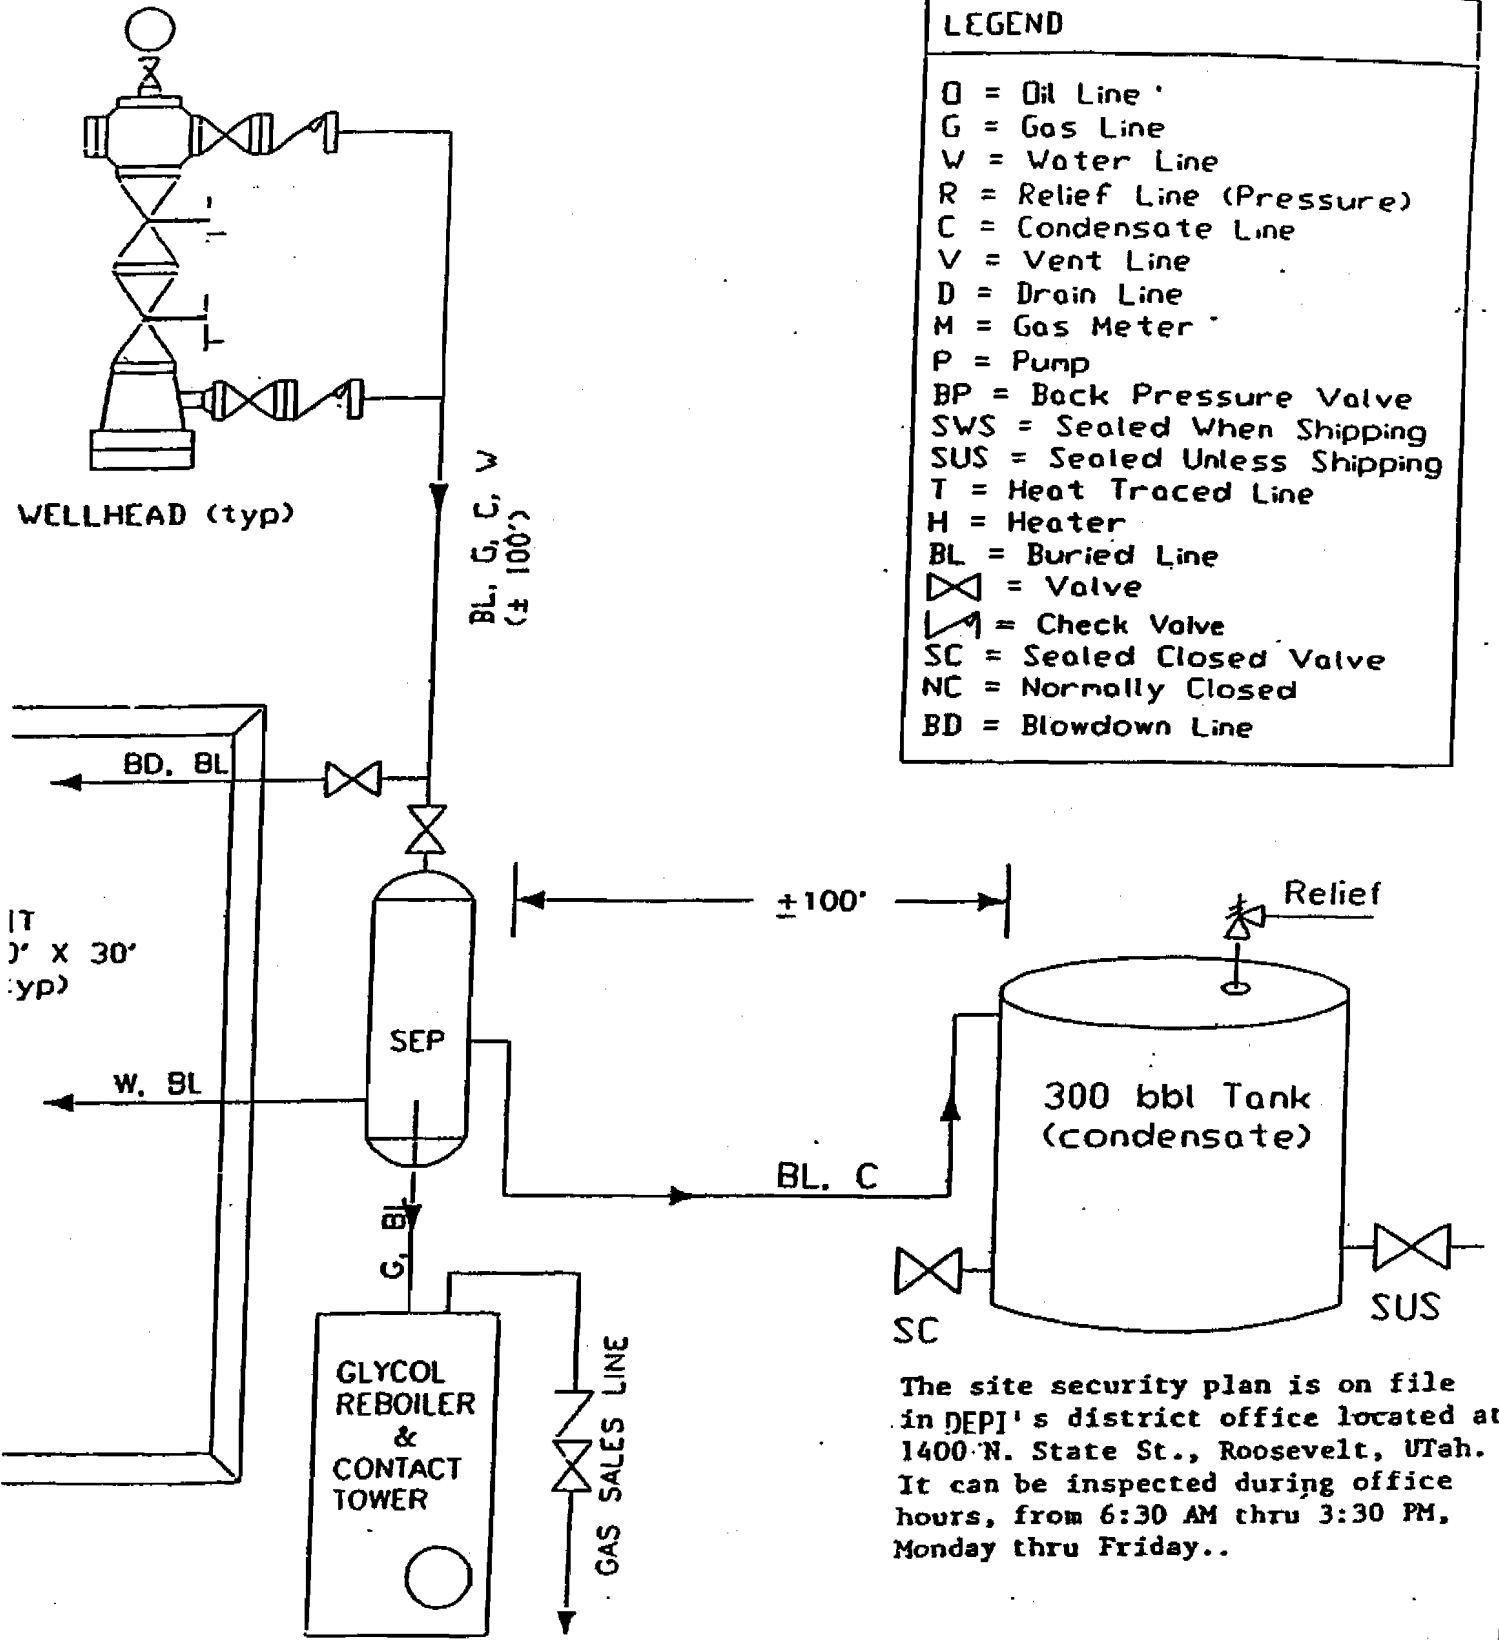 LEGEND
O = Oil Line
G = Gas Line
W = Water Line
R = Relief Line (Pressure)
C = Condensate Line
V = Vent Line
D = Drain Line
M = Gas Meter
P = Pump
BP = Back Pressure Valve
SWS = Sealed When Shipping
SUS = Sealed Unless Shipping
T = Heat Traced Line
H = Heater
BL = Buried Line
= Valve
= Check Valve
SC = Sealed Closed Valve
NC = Normally Closed
BD = Blowdown Line
WELLHEAD (typ)
BL, G, C, W
(± 100')
BD, BL
±100'
Relief
IT
0' X 30'
typ)
SEP
W, BL
300 bbl Tank
(condensate)
BL, C
G, BL
SC
SUS
GLYCOL
REBOILER
&
CONTACT
TOWER
GAS SALES LINE
The site security plan is on file
in DEPI's district office located at
1400 N. State St., Roosevelt, UTah.
It can be inspected during office
hours, from 6:30 AM thru 3:30 PM,
Monday thru Friday..